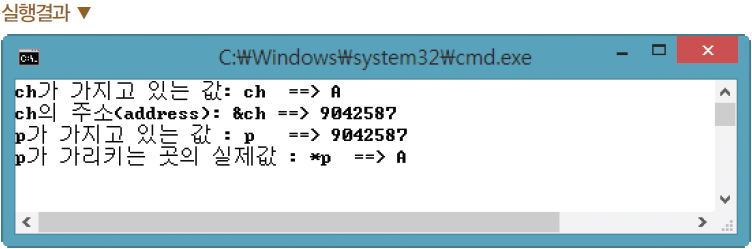 실행결과 ▼
C:\Windows\system32\cmd.exe
ch가 가지고 있는 값: ch ==> A
ch의 주소(address): &ch ==> 9042587
p가 가지고 있는 값 : p ==> 9042587
p가 가리키는 곳의 실제값 : *p ==> A